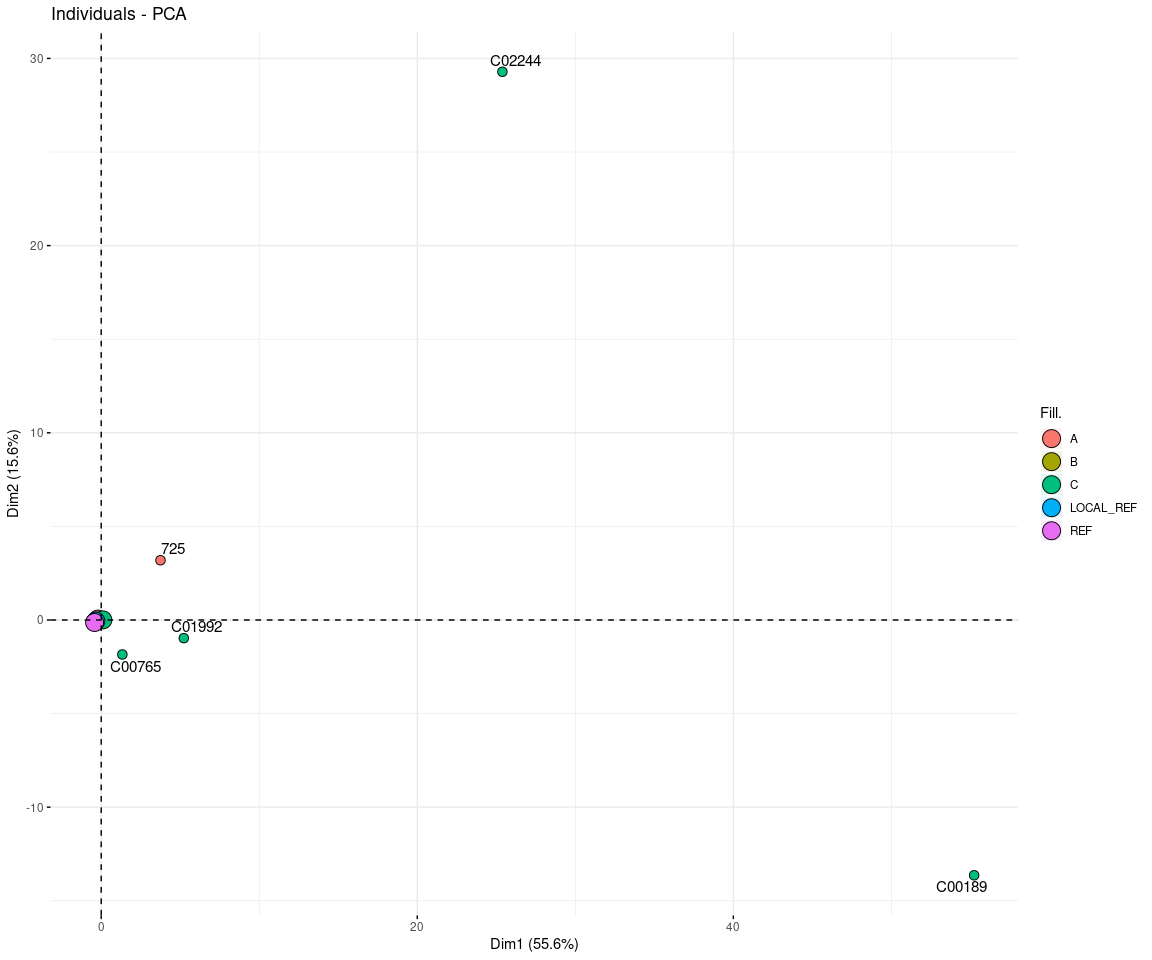 Individuals - PCA
30
20
10
0
-10
C02244
725
C01992
C00765
C00189
0
20
40
Dim1 (55.6%)
Dim2 (15.6%)
Fill.
A
B
C
LOCAL_REF
REF